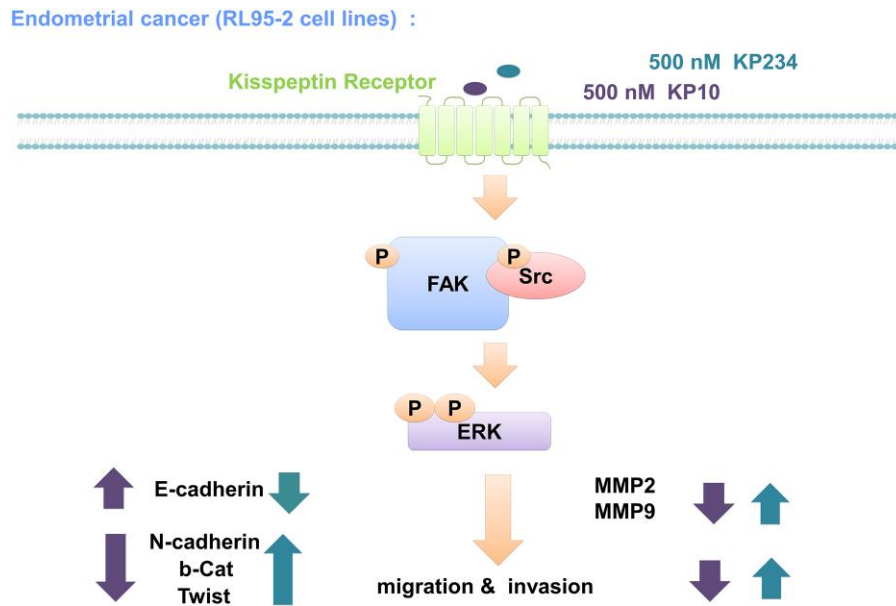 Endometrial cancer (RL95-2 cell lines) :
500 nM KP234
Kisspeptin Receptor
500 nM KP10
P
P
FAK
Src
P
P
ERK
E-cadherin
MMP2
MMP9
N-cadherin
b-Cat
Twist
migration & invasion